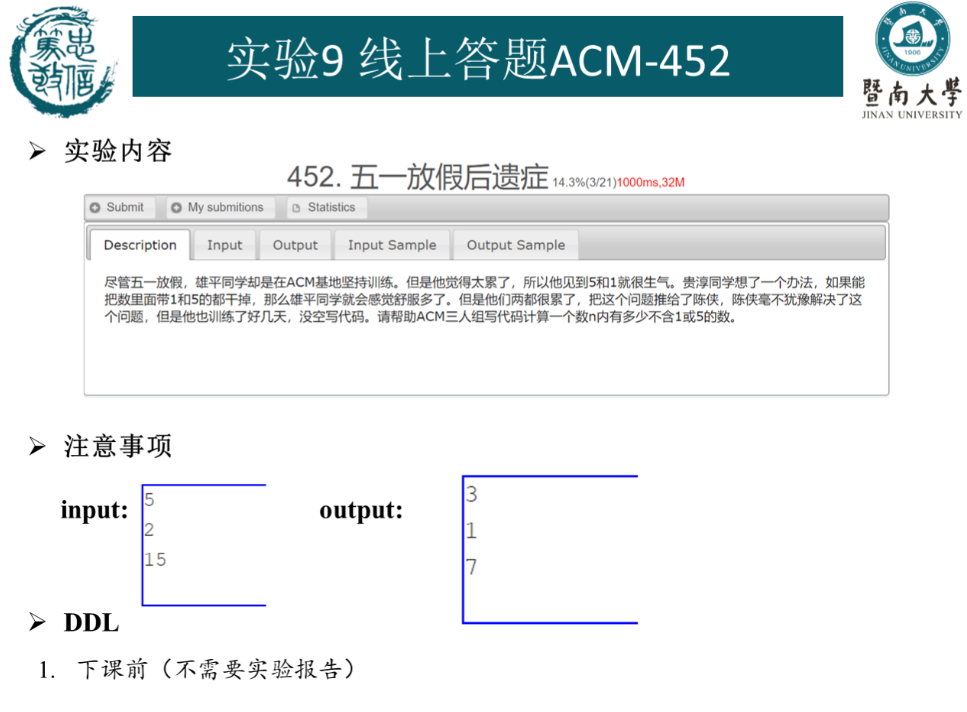 忠信
篤敬
实验9 线上答题ACM-452
暨南大學
JINAN UNIVERSITY
1906
暨南大學
JINAN UNIVERSITY
➢ 实验内容
452. 五一放假后遗症 14.3%(3/21)1000ms,32M
Submit My submitions Statistics
Description Input Output Input Sample Output Sample
尽管五一放假，雄平同学却是在ACM基地坚持训练。但是他觉得太累了，所以他见到5和1就很生气。贵淳同学想了一个办法，如果能
把数里面带1和5的都干掉，那么雄平同学就会感觉舒服多了。但是他们两都很累了，把这个问题推给了陈侠，陈侠毫不犹豫解决了这
个问题，但是他也训练了好几天，没空写代码。请帮助ACM三人组写代码计算一个数n内有多少不含1或5的数。
➢ 注意事项
input:
5
2
15
output:
3
1
7
➢ DDL
1. 下课前（不需要实验报告）